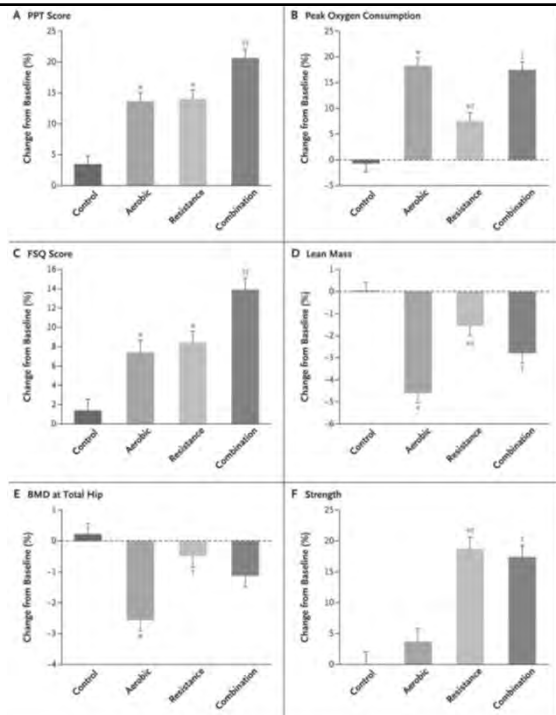 A PPT Score
Change from Baseline (%)
25
20
15
10
5
0
Control
Aerobic
Resistance
Combination
B Peak Oxygen Consumption
Change from Baseline (%)
25
20
15
10
5
0
−5
Control
Aerobic
Resistance
Combination
C FSQ Score
Change from Baseline (%)
16
14
12
10
8
6
4
2
0
Control
Aerobic
Resistance
Combination
D Lean Mass
Change from Baseline (%)
1
0
−1
−2
−3
−4
−5
−6
Control
Aerobic
Resistance
Combination
E BMD at Total Hip
Change from Baseline (%)
1
0
−1
−2
−3
−4
Control
Aerobic
Resistance
Combination
F Strength
Change from Baseline (%)
25
20
15
10
5
0
Control
Aerobic
Resistance
Combination